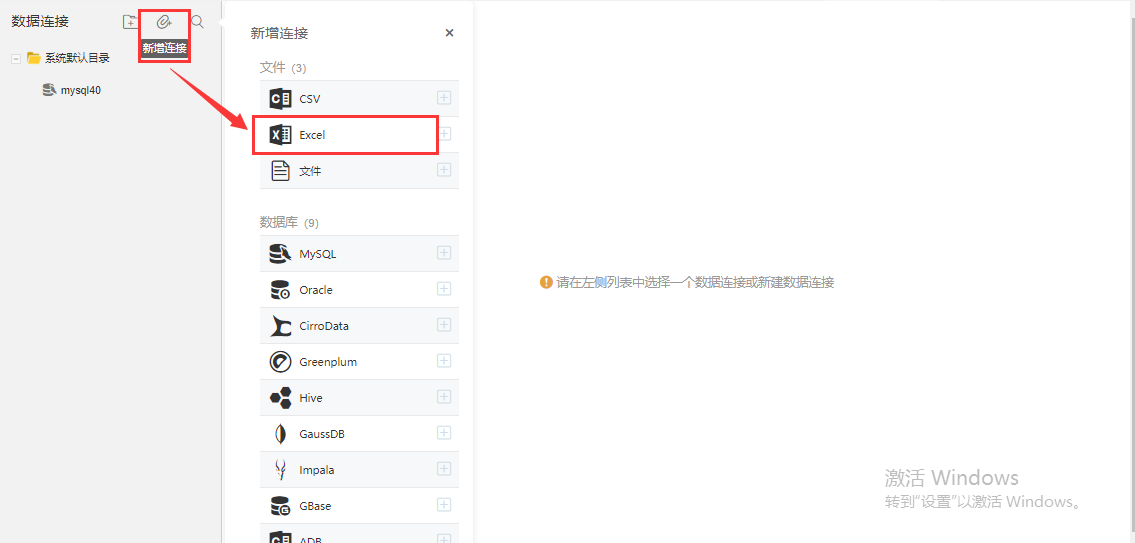 数据连接
新增连接
系统默认目录
mysql40
新增连接
文件 (3)
CSV
Excel
文件
数据库 (9)
MySQL
Oracle
CirroData
Greenplum
Hive
GaussDB
Impala
GBase
ADB
请在左侧列表中选择一个数据连接或新建数据连接
激活 Windows
转到“设置”以激活 Windows。